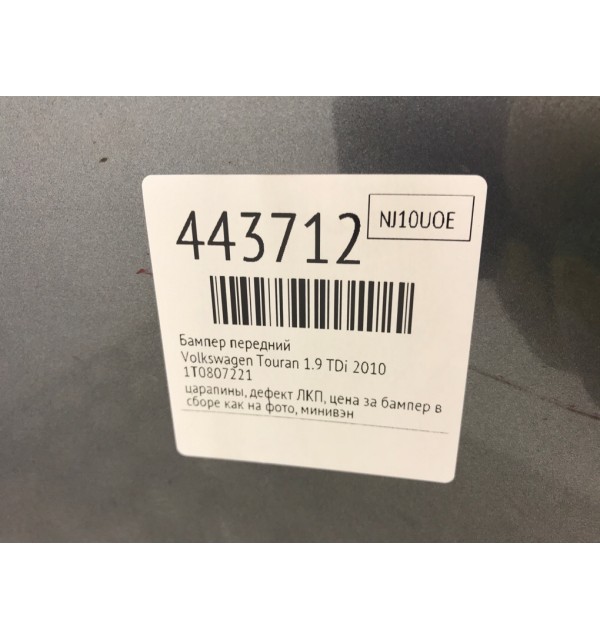 443712
NJ10UOE
Бампер передний
Volkswagen Touran 1.9 TDi 2010
1T0807221
царапины, дефект ЛКП, цена за бампер в
сборе как на фото, минивэн